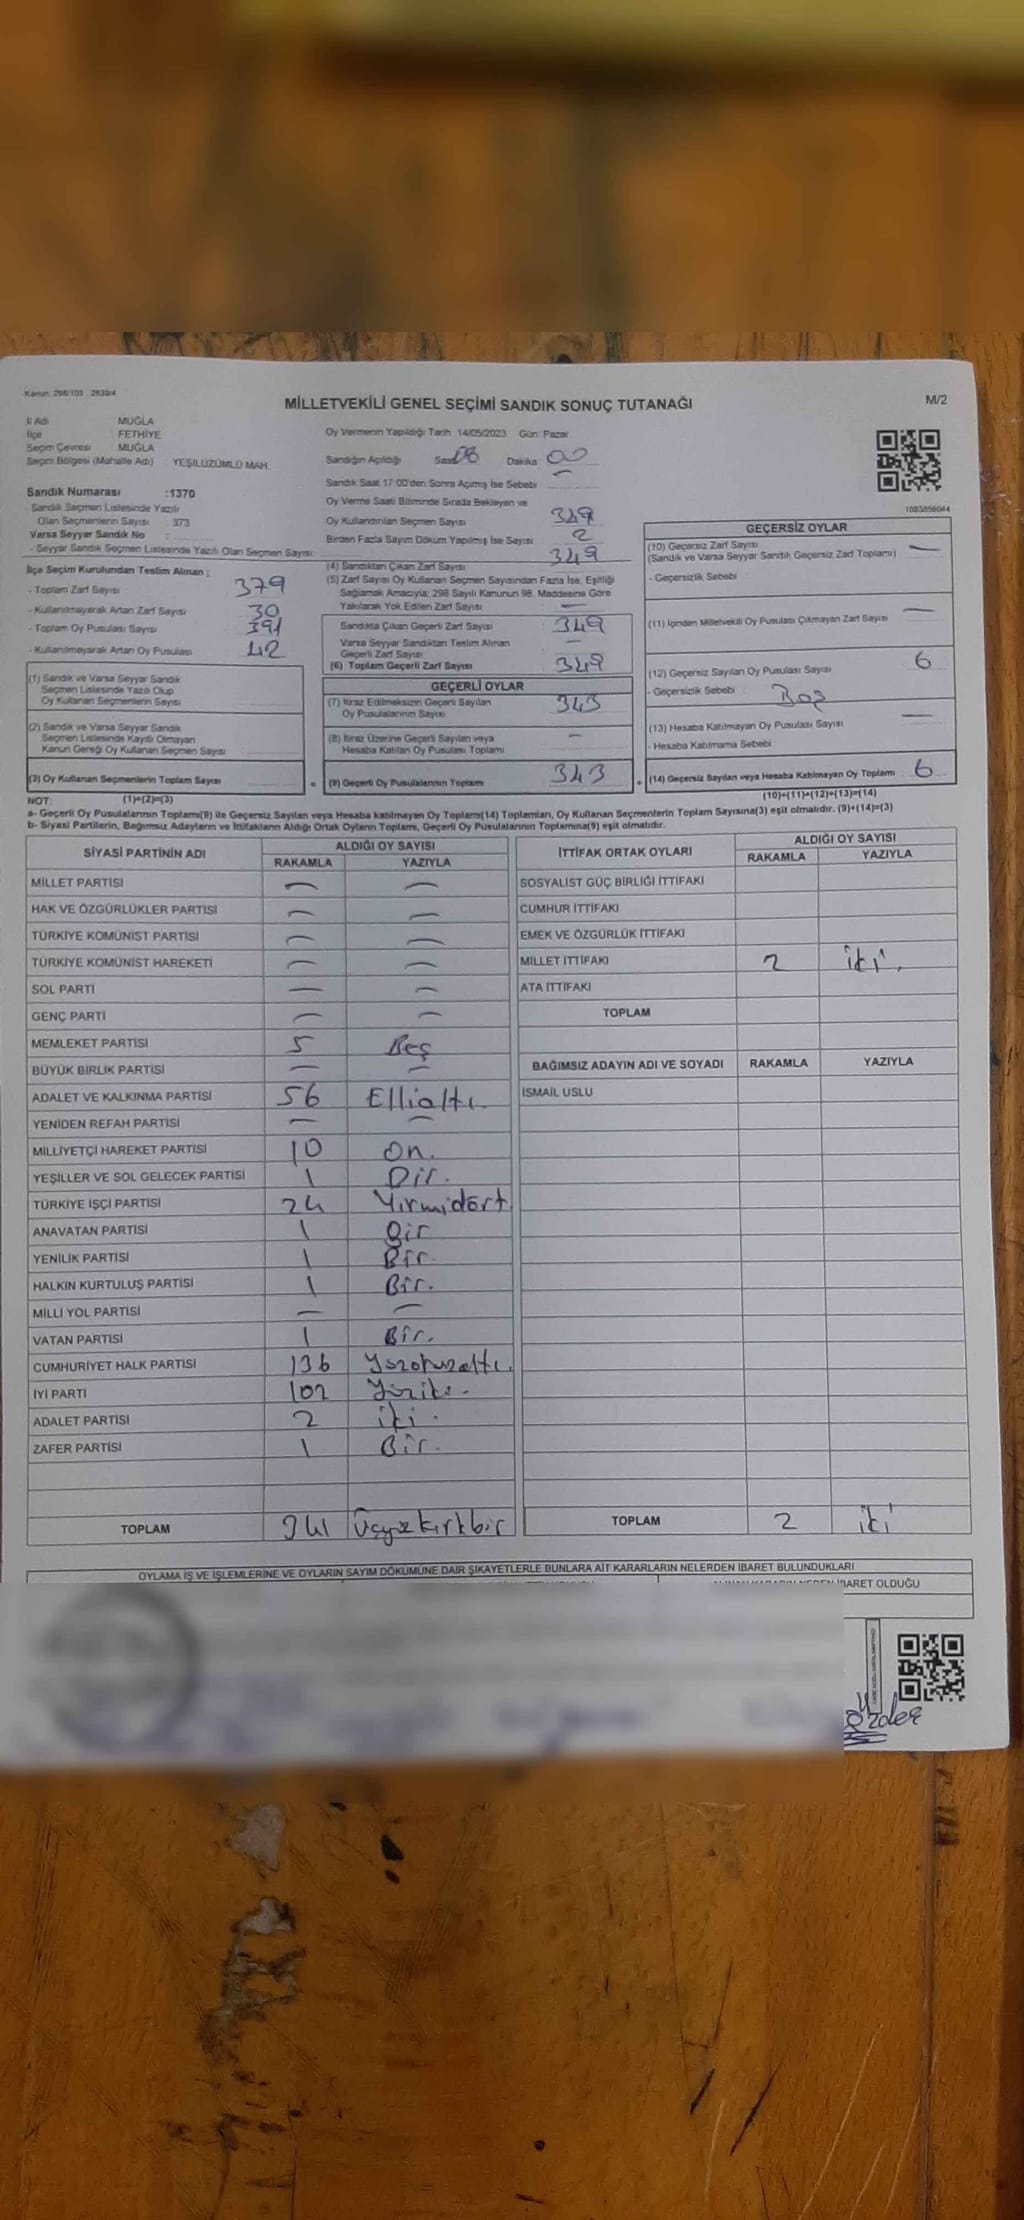 Kanun: 298/105 , 2839/4
MİLLETVEKİLİ GENEL SEÇİMİ SANDIK SONUÇ TUTANAĞI
M/2
İl Adı MUĞLA
İlçe FETHİYE
Seçim Çevresi MUĞLA
Seçim Bölgesi (Mahalle Adı) : YEŞİLÜZÜMLÜ MAH.
Sandık Numarası :1370
- Sandık Seçmen Listesinde Yazılı
Olan Seçmenlerin Sayısı : 373
Varsa Seyyar Sandık No :
- Seyyar Sandık Seçmen Listesinde Yazılı Olan Seçmen Sayısı:
İlçe Seçim Kurulundan Teslim Alınan :
- Toplam Zarf Sayısı 379
- Kullanılmayarak Artan Zarf Sayısı 30
- Toplam Oy Pusulası Sayısı 391
- Kullanılmayarak Artan Oy Pusulası 42
(1) Sandık ve Varsa Seyyar Sandık
Seçmen Listesinde Yazılı Olup
Oy Kullanan Seçmenlerin Sayısı :
(2) Sandık ve Varsa Seyyar Sandık
Seçmen Listesinde Kayıtlı Olmayan
Kanun Gereği Oy Kullanan Seçmen Sayısı
(3) Oy Kullanan Seçmenlerin Toplam Sayısı
Oy Vermenin Yapıldığı Tarih 14/05/2023 Gün Pazar
Sandığın Açıldığı Saat 08 Dakika 00
Sandık Saat 17:00'den Sonra Açılmış İse Sebebi —
Oy Verme Saati Bitiminde Sırada Bekleyen ve
Oy Kullandırılan Seçmen Sayısı 349
Birden Fazla Sayım Döküm Yapılmış İse Sayısı 2
(4) Sandıktan Çıkan Zarf Sayısı 349
(5) Zarf Sayısı Oy Kullanan Seçmen Sayısından Fazla İse, Eşitliği
Sağlamak Amacıyla; 298 Sayılı Kanunun 98. Maddesine Göre
Yakılarak Yok Edilen Zarf Sayısı —
Sandıkta Çıkan Geçerli Zarf Sayısı 349
Varsa Seyyar Sandıktan Teslim Alınan
Geçerli Zarf Sayısı —
(6) Toplam Geçerli Zarf Sayısı 349
GEÇERLİ OYLAR
(7) İtiraz Edilmeksizin Geçerli Sayılan
Oy Pusulalarının Sayısı 343
(8) İtiraz Üzerine Geçerli Sayılan veya
Hesaba Katılan Oy Pusulası Toplamı —
(9) Geçerli Oy Pusulalarının Toplamı 343
1083856044
GEÇERSİZ OYLAR
(10) Geçersiz Zarf Sayısı —
(Sandık ve Varsa Seyyar Sandık Geçersiz Zarf Toplamı)
- Geçersizlik Sebebi
(11) İçinden Milletvekili Oy Pusulası Çıkmayan Zarf Sayısı —
(12) Geçersiz Sayılan Oy Pusulası Sayısı 6
- Geçersizlik Sebebi : Boş
(13) Hesaba Katılmayan Oy Pusulası Sayısı —
- Hesaba Katılmama Sebebi
(14) Geçersiz Sayılan veya Hesaba Katılmayan Oy Toplamı 6
NOT: (1)+(2)=(3) (10)+(11)+(12)+(13)=(14)
a- Geçerli Oy Pusulalarının Toplamı(9) ile Geçersiz Sayılan veya Hesaba katılmayan Oy Toplamı(14) Toplamları, Oy Kullanan Seçmenlerin Toplam Sayısına(3) eşit olmalıdır. (9)+(14)=(3)
b- Siyasi Partilerin, Bağımsız Adayların ve İttifakların Aldığı Ortak Oyların Toplamı, Geçerli Oy Pusulalarının Toplamına(9) eşit olmalıdır.
SİYASİ PARTİNİN ADI ALDIĞI OY SAYISI
RAKAMLA YAZIYLA
MİLLET PARTİSİ — —
HAK VE ÖZGÜRLÜKLER PARTİSİ — —
TÜRKİYE KOMÜNİST PARTİSİ — —
TÜRKİYE KOMÜNİST HAREKETİ — —
SOL PARTİ — —
GENÇ PARTİ — —
MEMLEKET PARTİSİ 5 Beş
BÜYÜK BİRLİK PARTİSİ — —
ADALET VE KALKINMA PARTİSİ 56 Ellialtı
YENİDEN REFAH PARTİSİ — —
MİLLİYETÇİ HAREKET PARTİSİ 10 On.
YEŞİLLER VE SOL GELECEK PARTİSİ 1 Bir.
TÜRKİYE İŞÇİ PARTİSİ 24 Yirmidört
ANAVATAN PARTİSİ 1 Bir
YENİLİK PARTİSİ 1 Bir.
HALKIN KURTULUŞ PARTİSİ 1 Bir.
MİLLİ YOL PARTİSİ — —
VATAN PARTİSİ 1 Bir.
CUMHURİYET HALK PARTİSİ 136 Yüzotuzaltı.
İYİ PARTİ 102 Yüziki.
ADALET PARTİSİ 2 iki.
ZAFER PARTİSİ 1 Bir.
TOPLAM 341 Üçyüzkırkbir
İTTİFAK ORTAK OYLARI ALDIĞI OY SAYISI
RAKAMLA YAZIYLA
SOSYALİST GÜÇ BİRLİĞİ İTTİFAKI
CUMHUR İTTİFAKI
EMEK VE ÖZGÜRLÜK İTTİFAKI
MİLLET İTTİFAKI 2 iki.
ATA İTTİFAKI
TOPLAM
BAĞIMSIZ ADAYIN ADI VE SOYADI RAKAMLA YAZIYLA
İSMAİL USLU
TOPLAM 2 iki
OYLAMA İŞ VE İŞLEMLERİNE VE OYLARIN SAYIM DÖKÜMÜNE DAİR ŞİKAYETLERLE BUNLARA AİT KARARLARIN NELERDEN İBARET BULUNDUKLARI
İBARET OLDUĞU